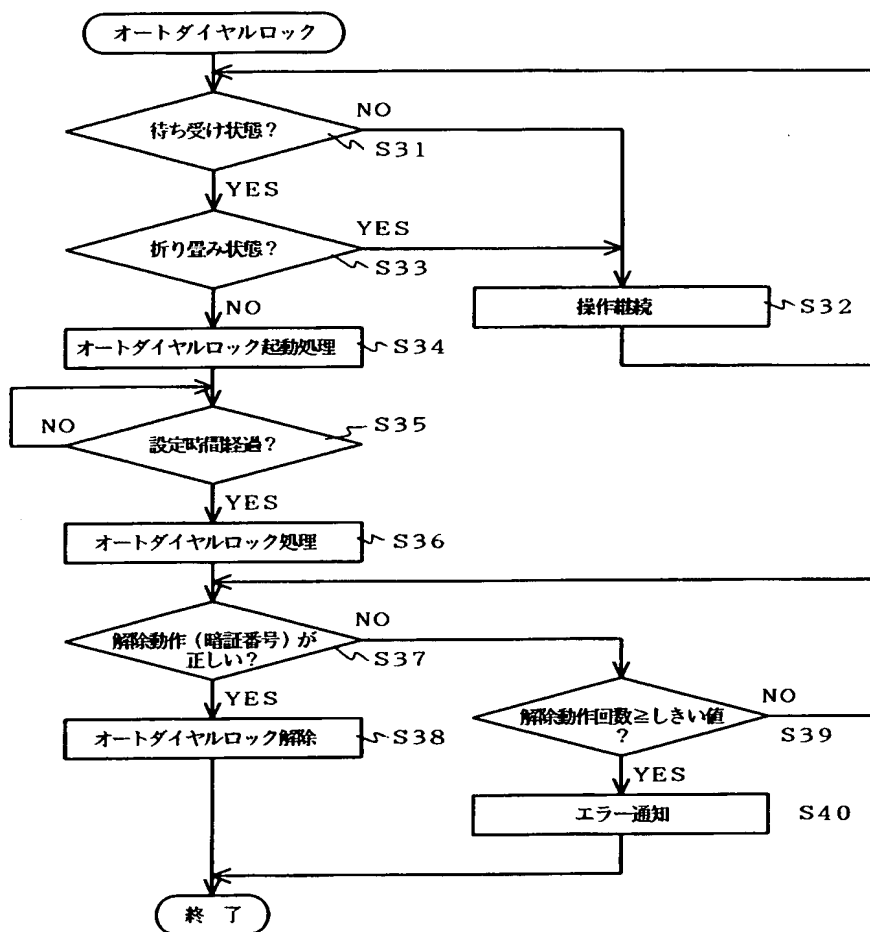 オートダイヤルロック
待ち受け状態?
NO
S31
YES
折り畳み状態?
YES
S33
NO
操作継続
S32
オートダイヤルロック起動処理
S34
設定時間経過?
S35
NO
YES
オートダイヤルロック処理
S36
解除動作(暗証番号)が
正しい?
NO
S37
YES
解除動作回数≧しきい値
?
NO
S39
オートダイヤルロック解除
S38
YES
エラー通知
S40
終 了